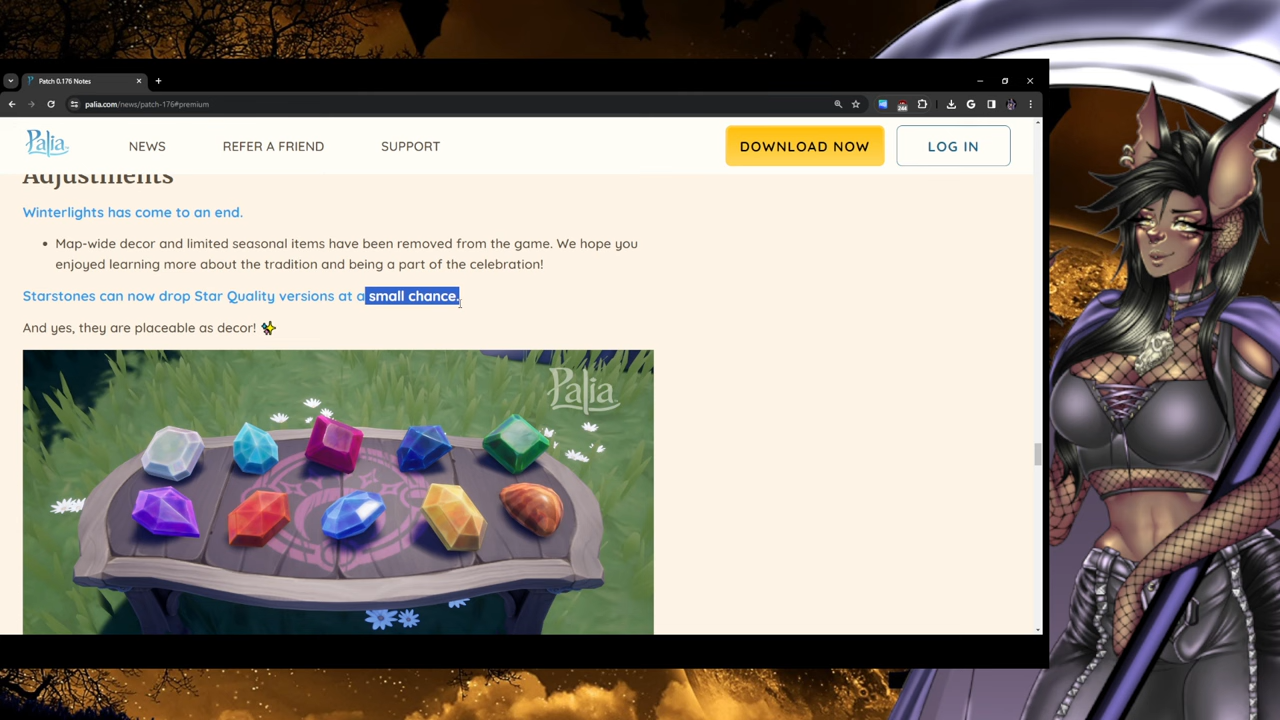 Patch 0.176 Notes
palia.com/news/patch-176#premium
244
Palia
NEWS
REFER A FRIEND
SUPPORT
DOWNLOAD NOW
LOG IN
Adjustments
Winterlights has come to an end.
• Map-wide decor and limited seasonal items have been removed from the game. We hope you
enjoyed learning more about the tradition and being a part of the celebration!
Starstones can now drop Star Quality versions at a small chance.
And yes, they are placeable as decor! ✨
Palia